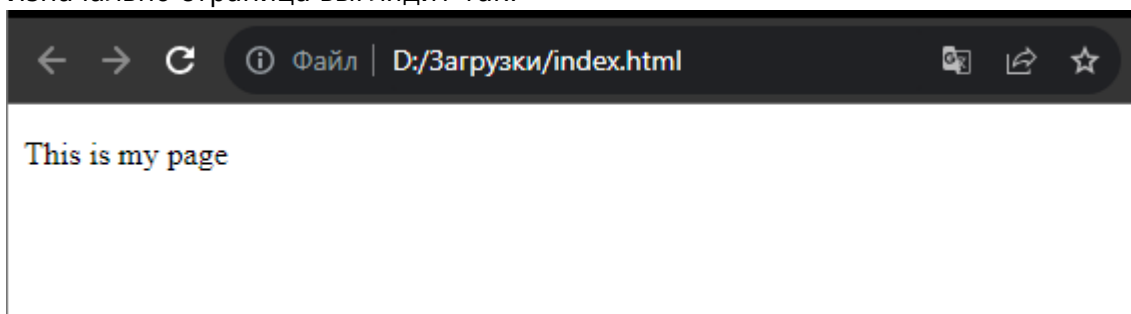 Изначально страница выглядит так:
Файл | D:/Загрузки/index.html
This is my page